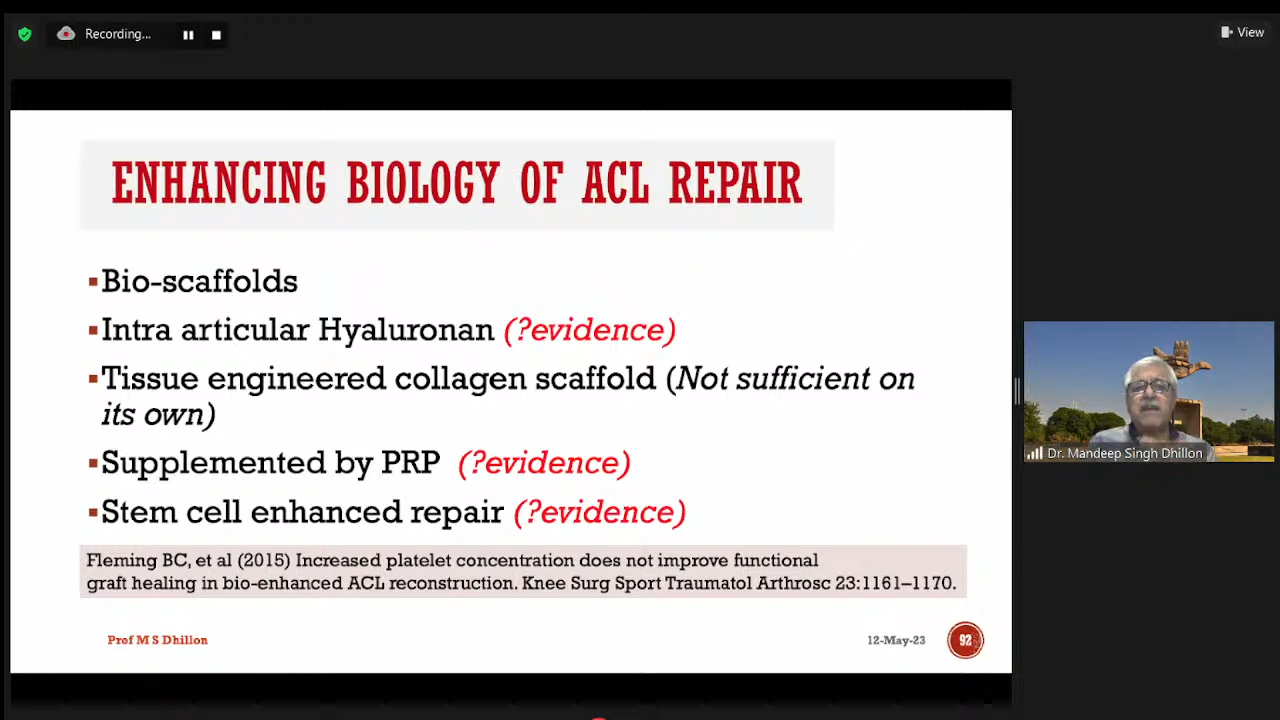 Recording...
View
ENHANCING BIOLOGY OF ACL REPAIR
▪Bio-scaffolds
▪Intra articular Hyaluronan (?evidence)
▪Tissue engineered collagen scaffold (Not sufficient on
its own)
▪Supplemented by PRP (?evidence)
▪Stem cell enhanced repair (?evidence)
Fleming BC, et al (2015) Increased platelet concentration does not improve functional
graft healing in bio-enhanced ACL reconstruction. Knee Surg Sport Traumatol Arthrosc 23:1161–1170.
Prof M S Dhillon
12-May-23
92
Dr. Mandeep Singh Dhillon